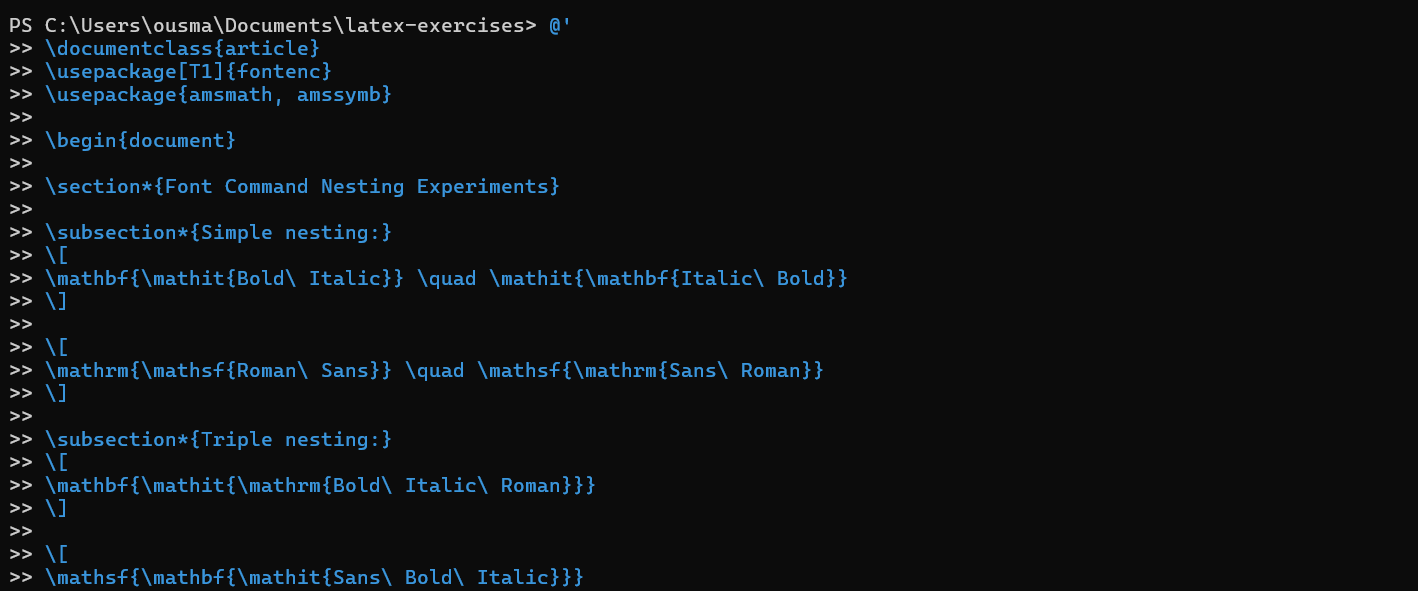 PS C:\Users\ousma\Documents\latex-exercises> @'
>> \documentclass{article}
>> \usepackage[T1]{fontenc}
>> \usepackage{amsmath, amssymb}
>>
>> \begin{document}
>>
>> \section*{Font Command Nesting Experiments}
>>
>> \subsection*{Simple nesting:}
>> \[
>> \mathbf{\mathit{Bold\ Italic}} \quad \mathit{\mathbf{Italic\ Bold}}
>> \]
>>
>> \[
>> \mathrm{\mathsf{Roman\ Sans}} \quad \mathsf{\mathrm{Sans\ Roman}}
>> \]
>>
>> \subsection*{Triple nesting:}
>> \[
>> \mathbf{\mathit{\mathrm{Bold\ Italic\ Roman}}}
>> \]
>>
>> \[
>> \mathsf{\mathbf{\mathit{Sans\ Bold\ Italic}}}